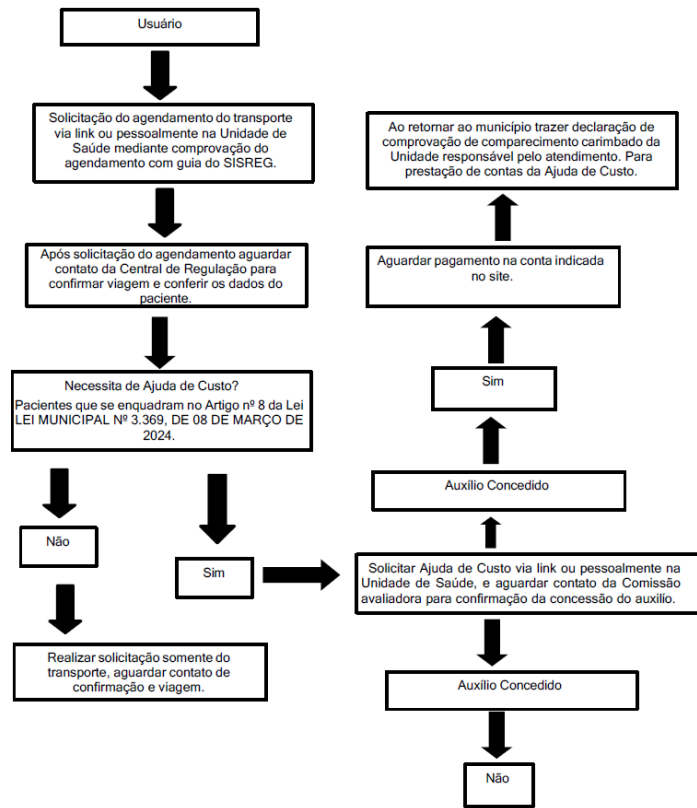 Usuário
Solicitação do agendamento do transporte
via link ou pessoalmente na Unidade de
Saúde mediante comprovação do
agendamento com guia do SISREG.
Após solicitação do agendamento aguardar
contato da Central de Regulação para
confirmar viagem e conferir os dados do
paciente.
Necessita de Ajuda de Custo?
Pacientes que se enquadram no Artigo nº 8 da Lei
LEI MUNICIPAL Nº 3.369, DE 08 DE MARÇO DE
2024.
Não
Realizar solicitação somente do
transporte, aguardar contato de
confirmação e viagem.
Sim
Solicitar Ajuda de Custo via link ou pessoalmente na
Unidade de Saúde, e aguardar contato da Comissão
avaliadora para confirmação da concessão do auxílio.
Auxílio Concedido
Sim
Aguardar pagamento na conta indicada
no site.
Ao retornar ao município trazer declaração de
comprovação de comparecimento carimbado da
Unidade responsável pelo atendimento. Para
prestação de contas da Ajuda de Custo.
Auxílio Concedido
Não